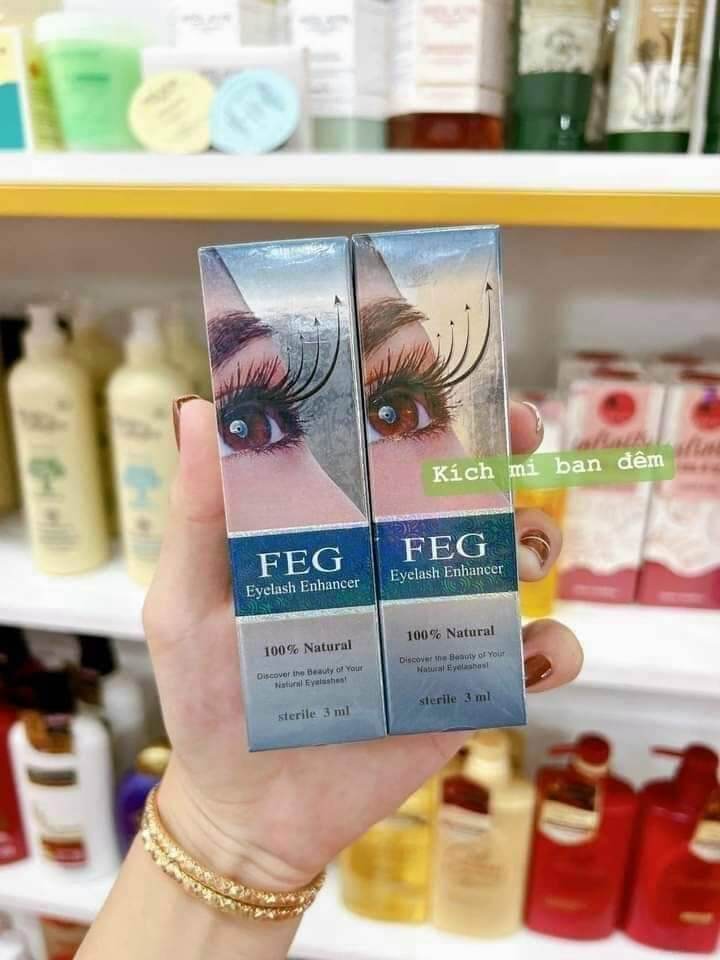 Kích mi ban đêm
FEG
Eyelash Enhancer
100% Natural
Discover the Beauty of Your
Natural Eyelashes!
sterile 3 ml
FEG
Eyelash Enhancer
100% Natural
Discover the Beauty of Your
Natural Eyelashes!
sterile 3 ml